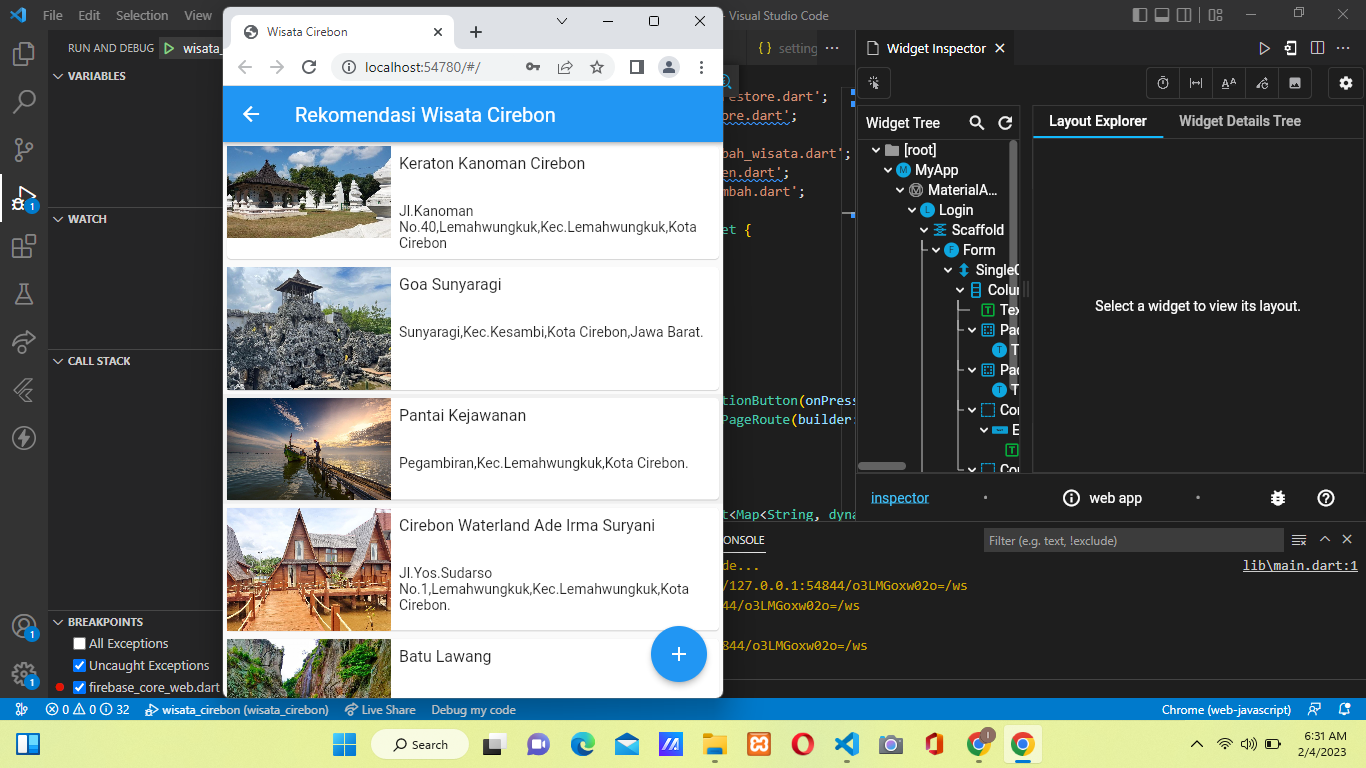 File Edit Selection View
- Visual Studio Code
Wisata Cirebon
localhost:54780/#/
Rekomendasi Wisata Cirebon
Keraton Kanoman Cirebon
Jl.Kanoman
No.40,Lemahwungkuk,Kec.Lemahwungkuk,Kota
Cirebon
Goa Sunyaragi
Sunyaragi,Kec.Kesambi,Kota Cirebon,Jawa Barat.
Pantai Kejawanan
Pegambiran,Kec.Lemahwungkuk,Kota Cirebon.
Cirebon Waterland Ade Irma Suryani
Jl.Yos.Sudarso
No.1,Lemahwungkuk,Kec.Lemahwungkuk,Kota
Cirebon.
Batu Lawang
RUN AND DEBUG
wisata_
VARIABLES
WATCH
CALL STACK
BREAKPOINTS
All Exceptions
Uncaught Exceptions
firebase_core_web.dart
1
1
1
{} setting
estore.dart';
ore.dart';
bah_wisata.dart';
en.dart';
mbah.dart';
et {
tionButton(onPress
PageRoute(builder:
t<Map<String, dyna
Widget Inspector
Widget Tree
[root]
MyApp
MaterialA...
Login
Scaffold
Form
SingleC
Colu
Tex
Pad
T
Pad
T
Con
E
T
Cor
Layout Explorer
Widget Details Tree
Select a widget to view its layout.
inspector
web app
ONSOLE
Filter (e.g. text, !exclude)
de...
lib\main.dart:1
/127.0.0.1:54844/o3LMGoxw02o=/ws
44/o3LMGoxw02o=/ws
844/o3LMGoxw02o=/ws
0 0 32 wisata_cirebon (wisata_cirebon) Live Share Debug my code
Chrome (web-javascript)
Search
6:31 AM
2/4/2023